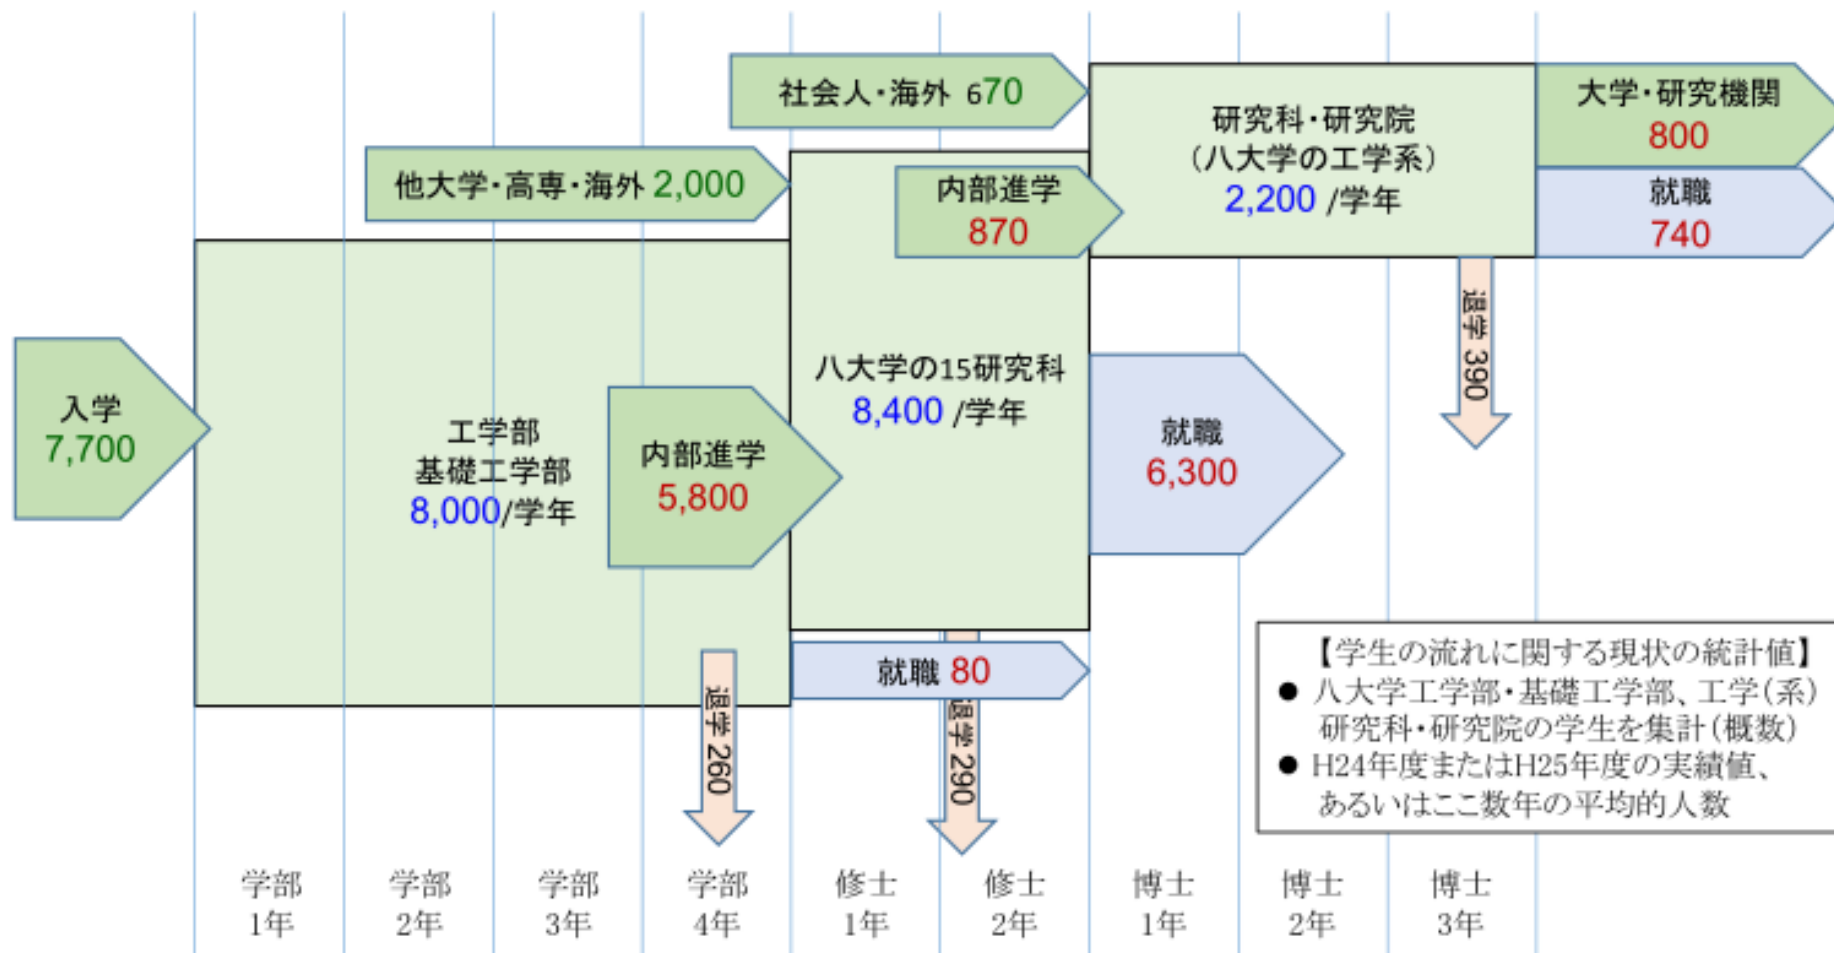 社会人・海外 670
他大学・高専・海外 2,000
研究科・研究院
(八大学の工学系)
2,200 /学年
内部進学
870
大学・研究機関
800
就職
740
退学 390
入学
7,700
工学部
基礎工学部
8,000/学年
内部進学
5,800
八大学の15研究科
8,400 /学年
就職
6,300
就職 80
退学 260
退学 290
【学生の流れに関する現状の統計値】
● 八大学工学部・基礎工学部、工学(系)
研究科・研究院の学生を集計(概数)
● H24年度またはH25年度の実績値、
あるいはここ数年の平均的人数
学部
1年
学部
2年
学部
3年
学部
4年
修士
1年
修士
2年
博士
1年
博士
2年
博士
3年